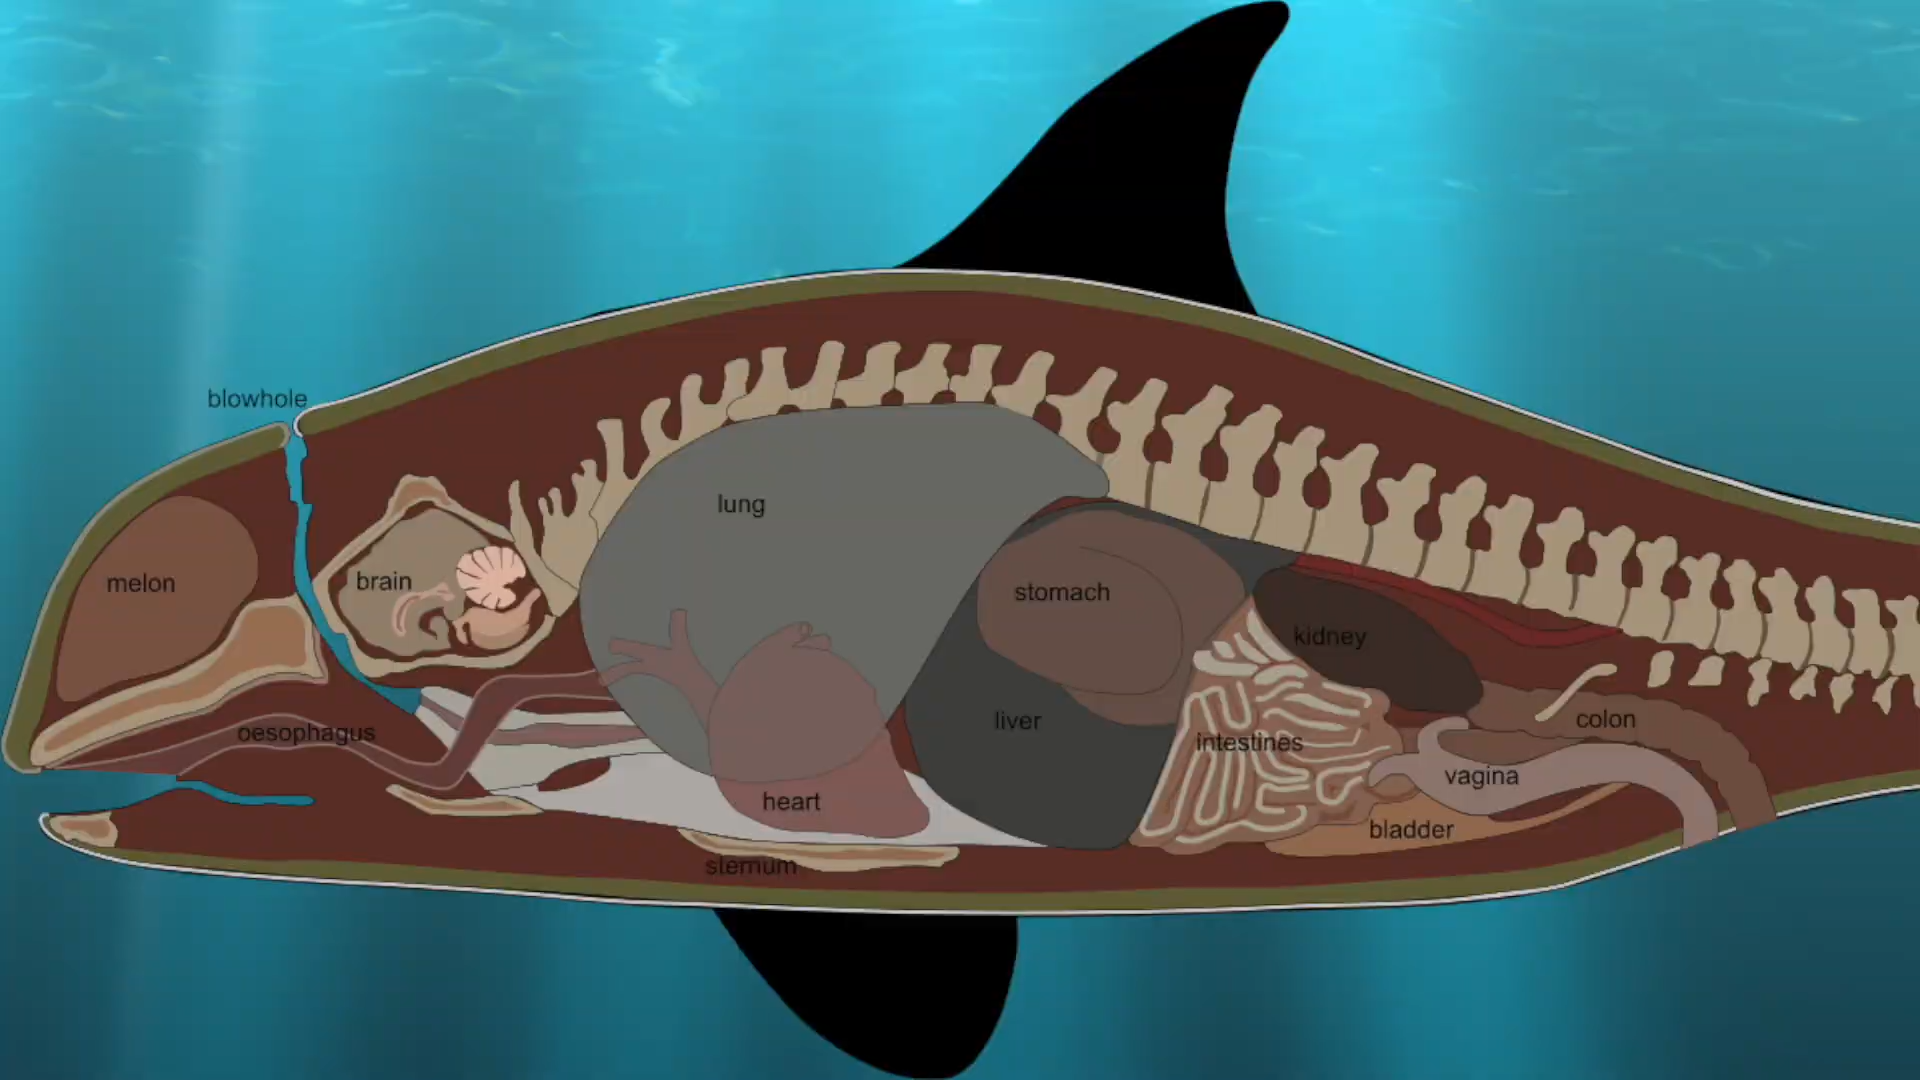 blowhole
lung
melon
brain
stomach
kidney
oesophagus
liver
colon
intestines
vagina
heart
bladder
sternum